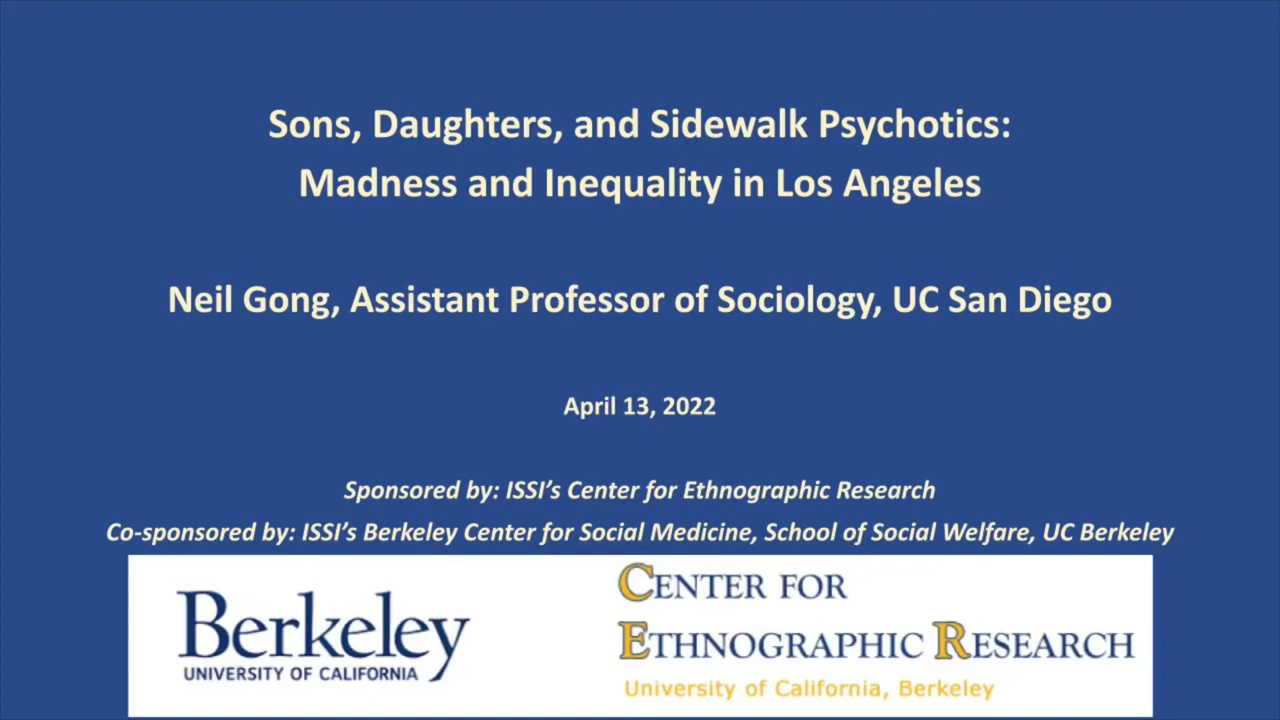 Sons, Daughters, and Sidewalk Psychotics:
Madness and Inequality in Los Angeles
Neil Gong, Assistant Professor of Sociology, UC San Diego
April 13, 2022
Sponsored by: ISSI’s Center for Ethnographic Research
Co-sponsored by: ISSI’s Berkeley Center for Social Medicine, School of Social Welfare, UC Berkeley
Berkeley
UNIVERSITY OF CALIFORNIA
CENTER FOR
ETHNOGRAPHIC RESEARCH
University of California, Berkeley